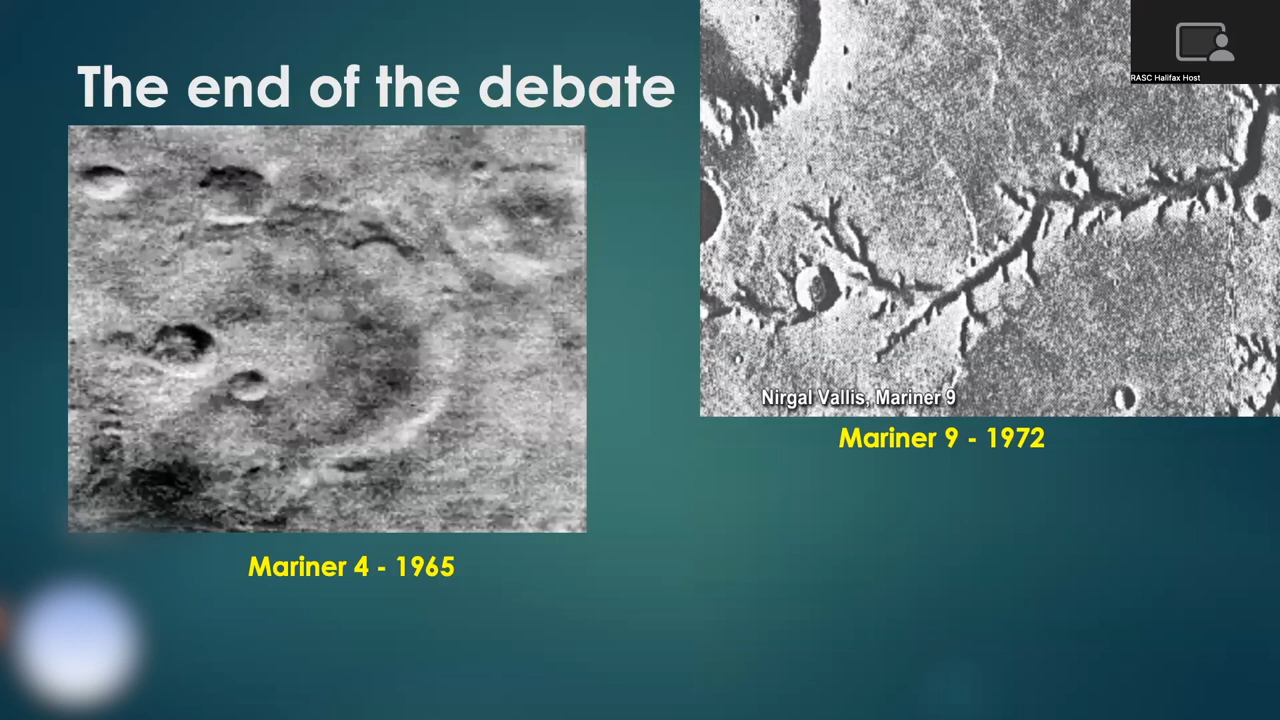 The end of the debate
RASC Halifax Host
Nirgal Vallis, Mariner 9
Mariner 9 - 1972
Mariner 4 - 1965